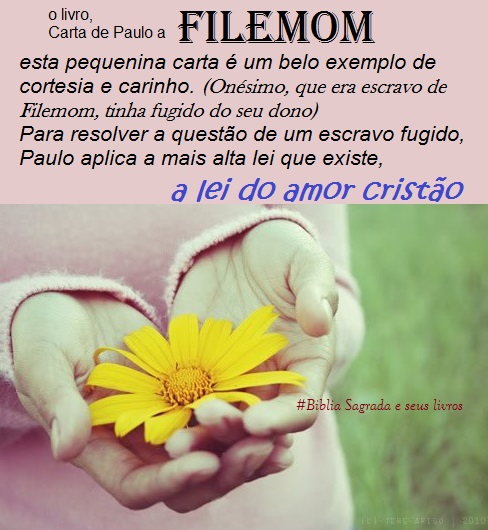 o livro,
Carta de Paulo a FILEMOM
esta pequenina carta é um belo exemplo de
cortesia e carinho. (Onésimo, que era escravo de
Filemom, tinha fugido do seu dono)
Para resolver a questão de um escravo fugido,
Paulo aplica a mais alta lei que existe,
a lei do amor cristão
#Biblia Sagrada e seus livros